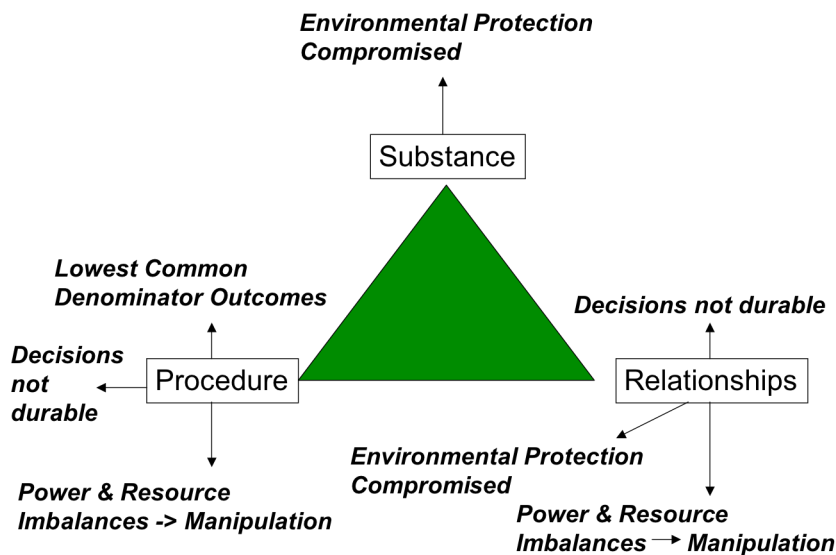 Environmental Protection
Compromised
Substance
Lowest Common
Denominator Outcomes
Decisions not durable
Decisions
not
durable
Procedure
Relationships
Environmental Protection
Compromised
Power & Resource
Imbalances -> Manipulation
Power & Resource
Imbalances → Manipulation